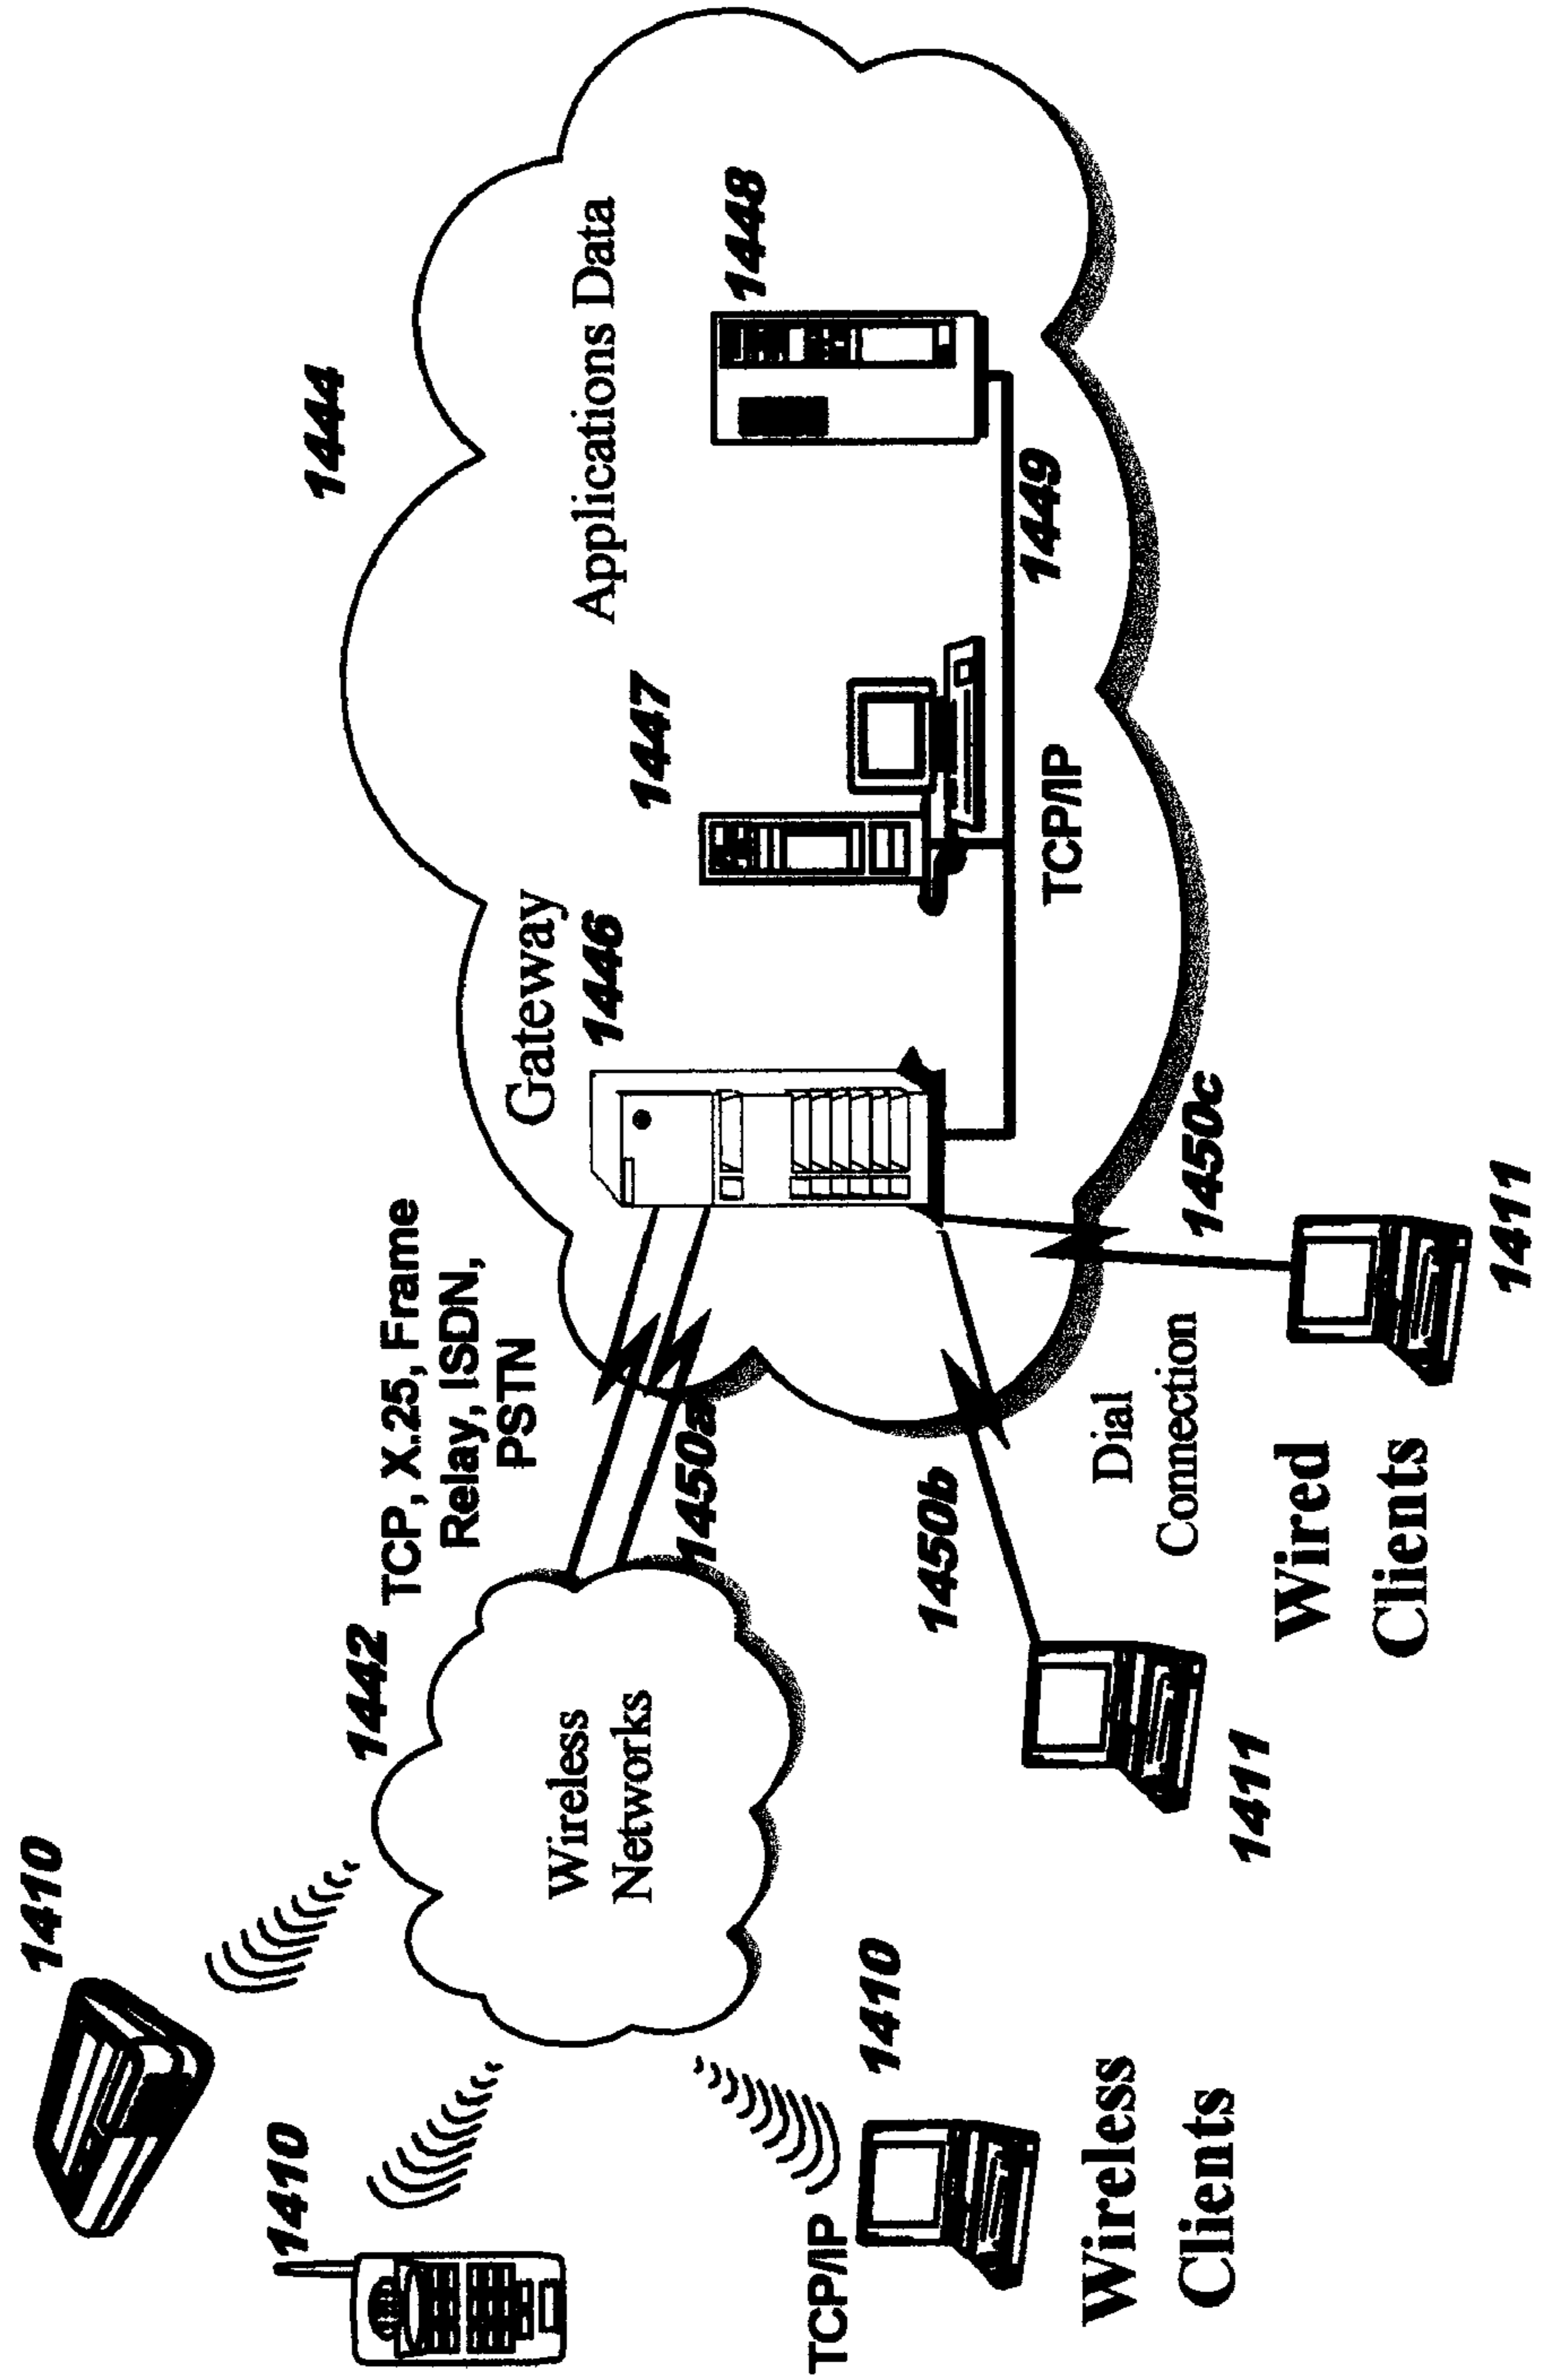 1410
1410
TCP/IP
1410
Wireless
Clients
1442
Wireless
Networks
TCP, X.25, Frame
Relay, ISDN,
PSTN
1450a
1450b
1411
Dial
Connection
Wired
Clients
1450c
1411
1444
Gateway
1446
1447
Applications Data
1448
1449
TCP/IP